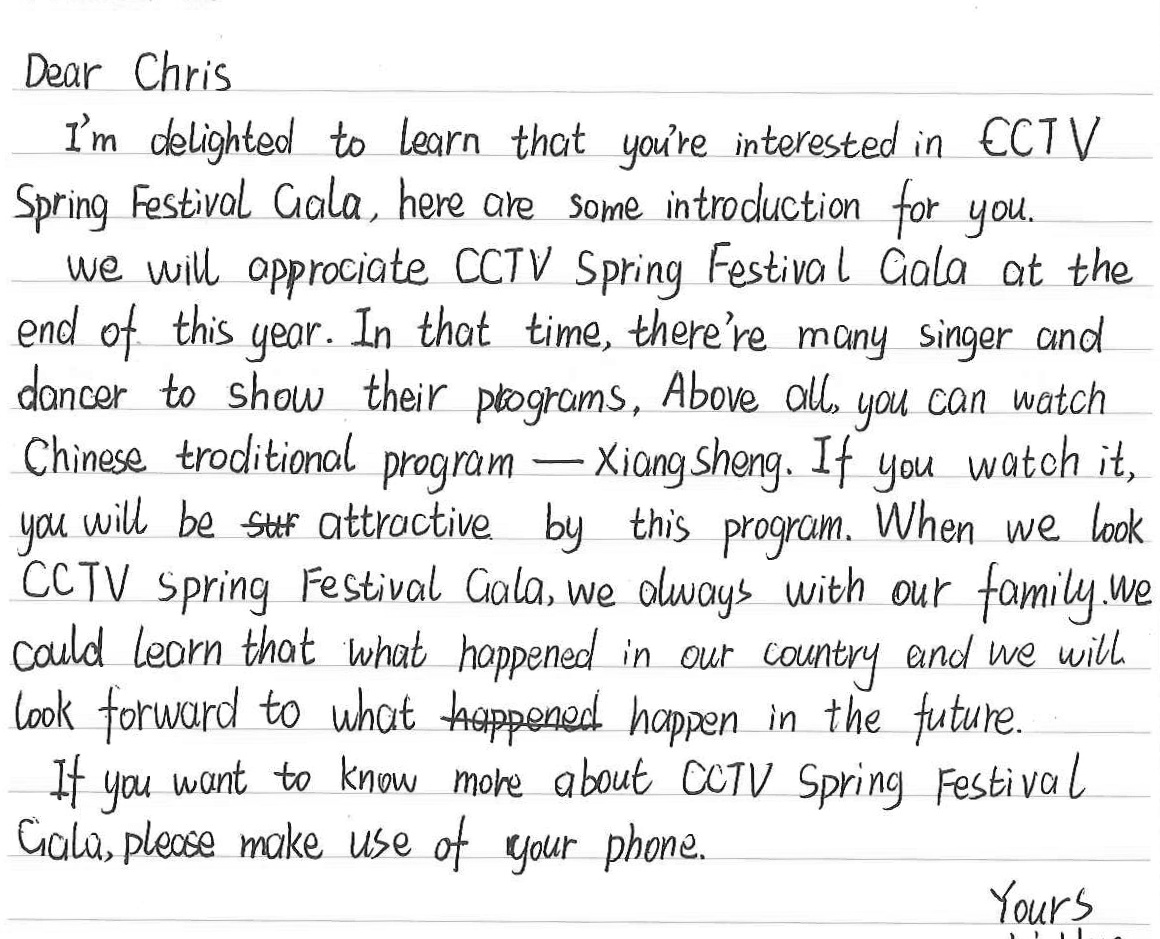 Dear Chris
I'm delighted to learn that you're interested in CCTV
Spring Festival Gala, here are some introduction for you.
we will approciate CCTV Spring Festival Gala at the
end of this year. In that time, there're many singer and
dancer to show their programs, Above all, you can watch
Chinese troditional program — Xiang sheng. If you watch it,
you will be sur attractive by this program. When we look
CCTV spring Festival Gala, we always with our family. we
could learn that what happened in our country and we will
look forward to what happened happen in the future.
If you want to know more about CCTV Spring Festival
Gala, please make use of your phone.
Yours